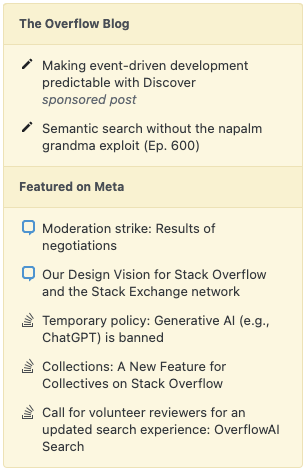 The Overflow Blog
Making event-driven development
predictable with Discover
sponsored post
Semantic search without the napalm
grandma exploit (Ep. 600)
Featured on Meta
Moderation strike: Results of
negotiations
Our Design Vision for Stack Overflow
and the Stack Exchange network
Temporary policy: Generative AI (e.g.,
ChatGPT) is banned
Collections: A New Feature for
Collectives on Stack Overflow
Call for volunteer reviewers for an
updated search experience: OverflowAI
Search